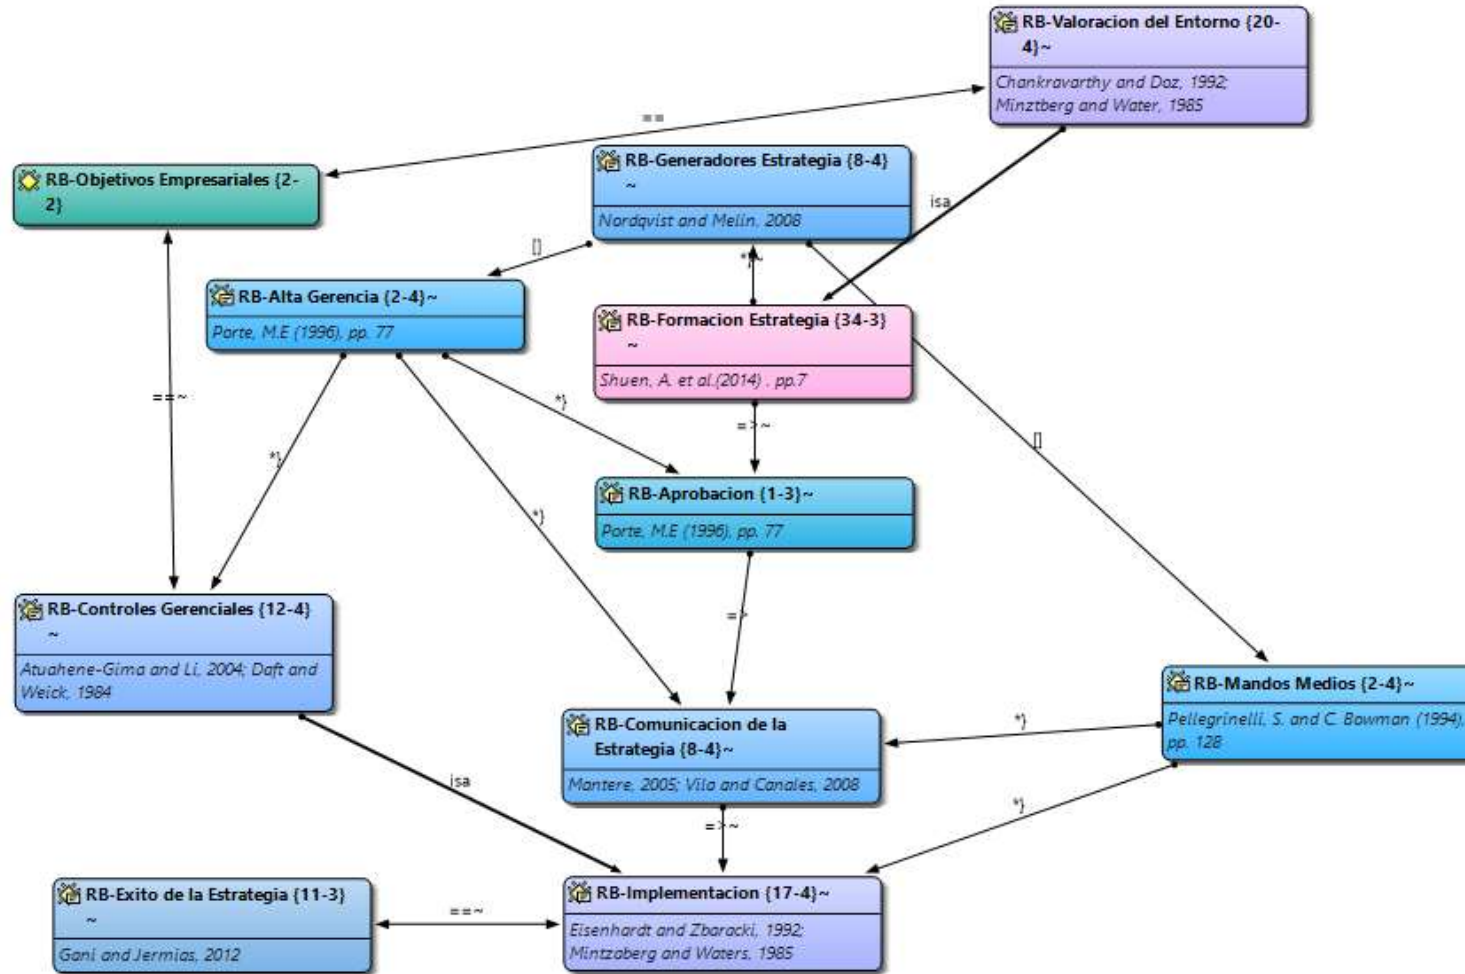 RB-Valoracion del Entorno {20-
4}~
Chankravarthy and Doz, 1992;
Minztberg and Water, 1985
==
RB-Generadores Estrategia {8-4}
~
Nordqvist and Melin, 2008
RB-Objetivos Empresariales {2-
2}
isa
[]
*}~
RB-Alta Gerencia {2-4}~
Porte, M.E (1996), pp. 77
RB-Formacion Estrategia {34-3}
~
Shuen, A. et al.(2014) . pp.7
==~
*}
=>~
[]
*}
RB-Aprobacion {1-3}~
Porte, M.E (1996), pp. 77
*}
=>
RB-Controles Gerenciales {12-4}
~
Atuahene-Gima and Li, 2004; Daft and
Weick, 1984
RB-Mandos Medios {2-4}~
Pellegrinelli, S. and C. Bowman (1994),
pp. 128
RB-Comunicacion de la
Estrategia {8-4}~
Mantere, 2005; Vila and Canales, 2008
*}
isa
=>~
*}
RB-Exito de la Estrategia {11-3}
~
Gani and Jermias, 2012
==~
RB-Implementacion {17-4}~
Eisenhardt and Zbaracki, 1992;
Mintzaberg and Waters, 1985